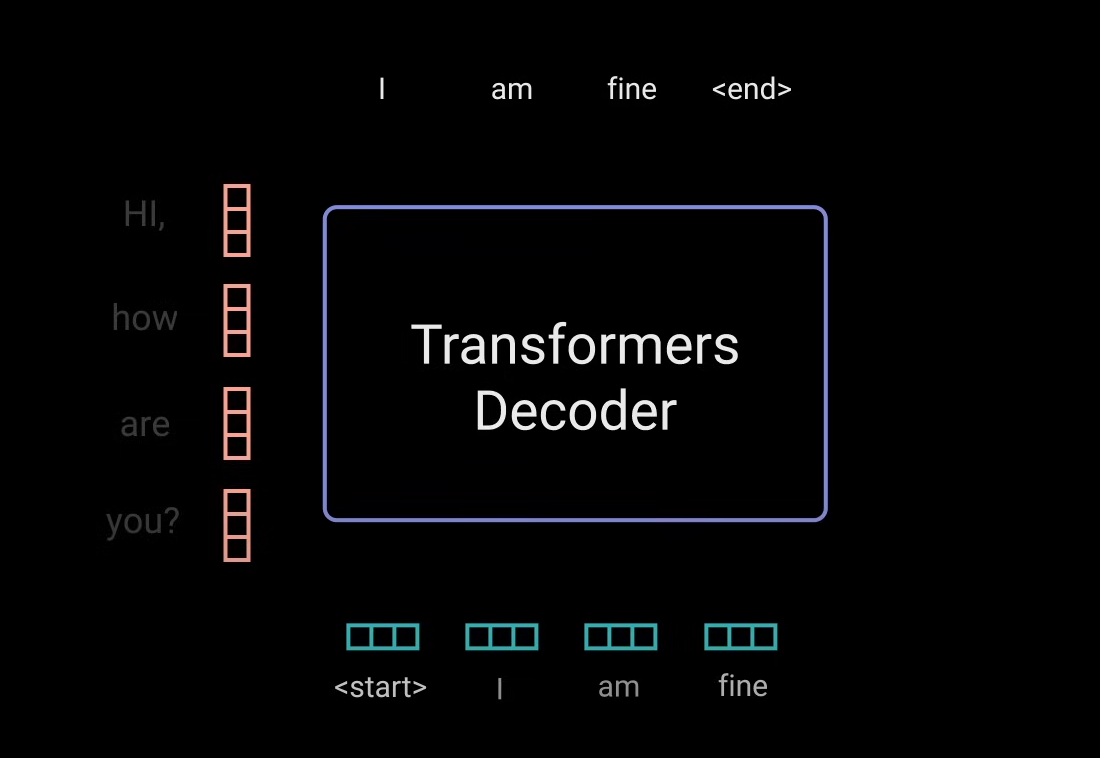 I am fine <end>
HI,
how
are
you?
Transformers
Decoder
<start> I am fine